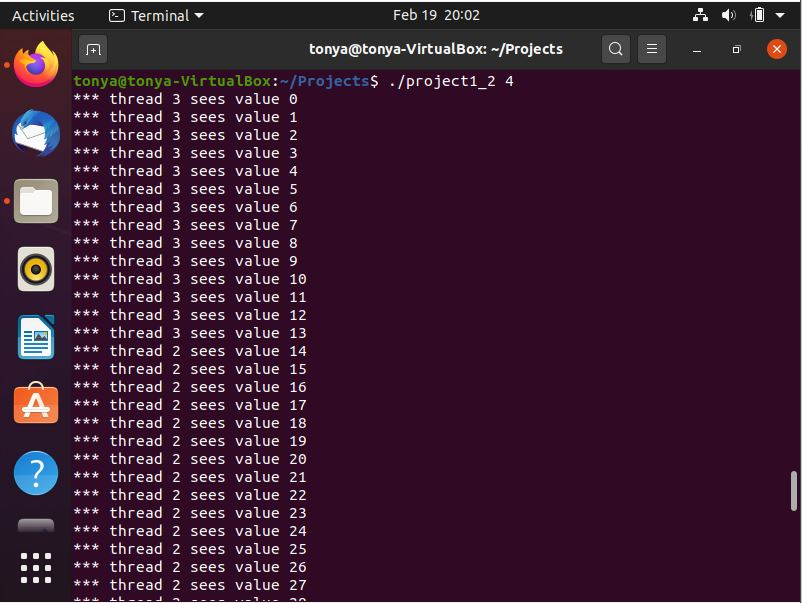 Activities Terminal Feb 19 20:02
tonya@tonya-VirtualBox: ~/Projects
tonya@tonya-VirtualBox:~/Projects$ ./project1_2 4
*** thread 3 sees value 0
*** thread 3 sees value 1
*** thread 3 sees value 2
*** thread 3 sees value 3
*** thread 3 sees value 4
*** thread 3 sees value 5
*** thread 3 sees value 6
*** thread 3 sees value 7
*** thread 3 sees value 8
*** thread 3 sees value 9
*** thread 3 sees value 10
*** thread 3 sees value 11
*** thread 3 sees value 12
*** thread 3 sees value 13
*** thread 2 sees value 14
*** thread 2 sees value 15
*** thread 2 sees value 16
*** thread 2 sees value 17
*** thread 2 sees value 18
*** thread 2 sees value 19
*** thread 2 sees value 20
*** thread 2 sees value 21
*** thread 2 sees value 22
*** thread 2 sees value 23
*** thread 2 sees value 24
*** thread 2 sees value 25
*** thread 2 sees value 26
*** thread 2 sees value 27